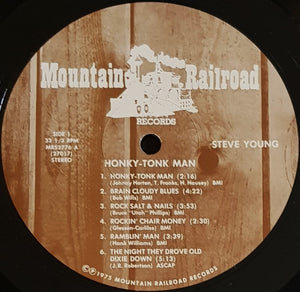 Mountain Railroad
RECORDS
SIDE 1
33 1/3 RPM
MR52776 A
(27017)
STEREO
STEVE YOUNG
HONKY-TONK MAN
1. HONKY-TONK MAN (2:16)
(Johnny Horton, T. Franks, H. Hausey) BMI
2. BRAIN CLOUDY BLUES (4:22)
(Bob Wills) BMI
3. ROCK SALT & NAILS (3:53)
(Bruce "Utah" Phillips) BMI
4. ROCKIN' CHAIR MONEY (2:30)
(Gleason-Carlilse) BMI
5. RAMBLIN' MAN (3:39)
(Hank Williams) BMI
6. THE NIGHT THEY DROVE OLD
DIXIE DOWN (5:13)
(J. R. Robertson) ASCAP
©℗ 1975 MOUNTAIN RAILROAD RECORDS